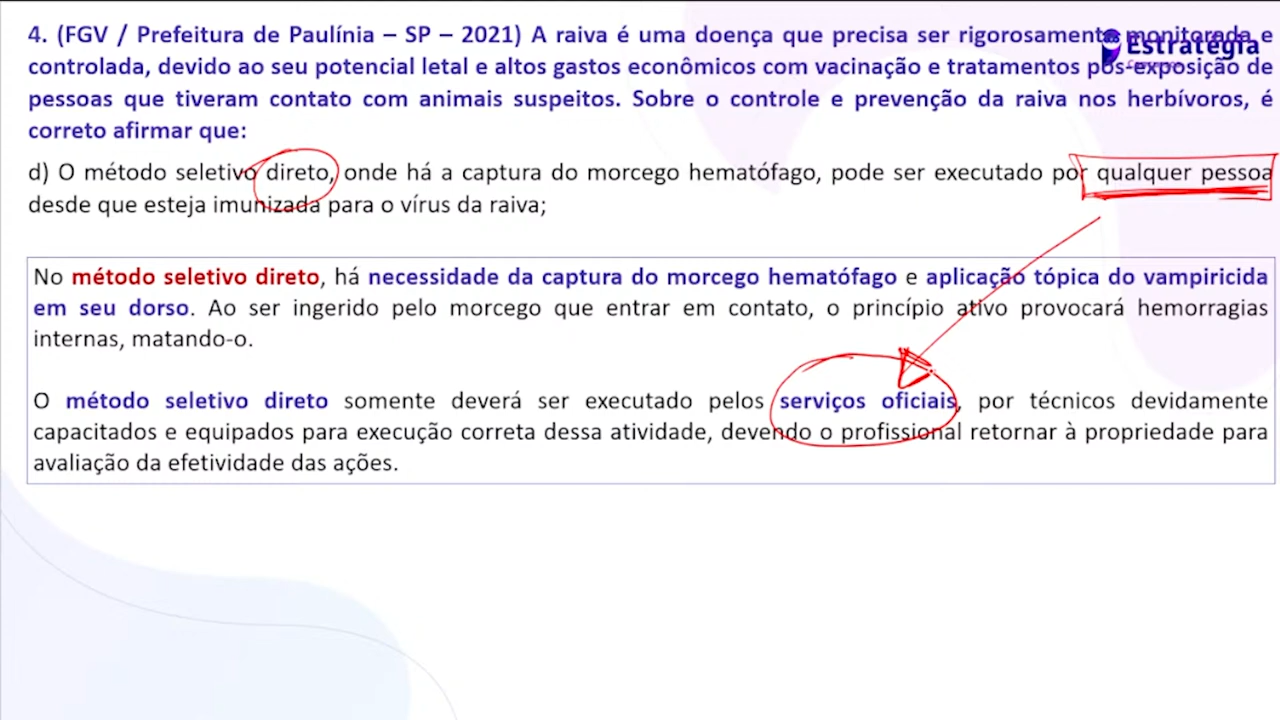 4. (FGV / Prefeitura de Paulínia – SP – 2021) A raiva é uma doença que precisa ser rigorosamente monitorada e
controlada, devido ao seu potencial letal e altos gastos econômicos com vacinação e tratamentos pós-exposição de
pessoas que tiveram contato com animais suspeitos. Sobre o controle e prevenção da raiva nos herbívoros, é
correto afirmar que:
Estratégia
d) O método seletivo direto, onde há a captura do morcego hematófago, pode ser executado por qualquer pessoa
desde que esteja imunizada para o vírus da raiva;
No método seletivo direto, há necessidade da captura do morcego hematófago e aplicação tópica do vampiricida
em seu dorso. Ao ser ingerido pelo morcego que entrar em contato, o princípio ativo provocará hemorragias
internas, matando-o.
O método seletivo direto somente deverá ser executado pelos serviços oficiais, por técnicos devidamente
capacitados e equipados para execução correta dessa atividade, devendo o profissional retornar à propriedade para
avaliação da efetividade das ações.